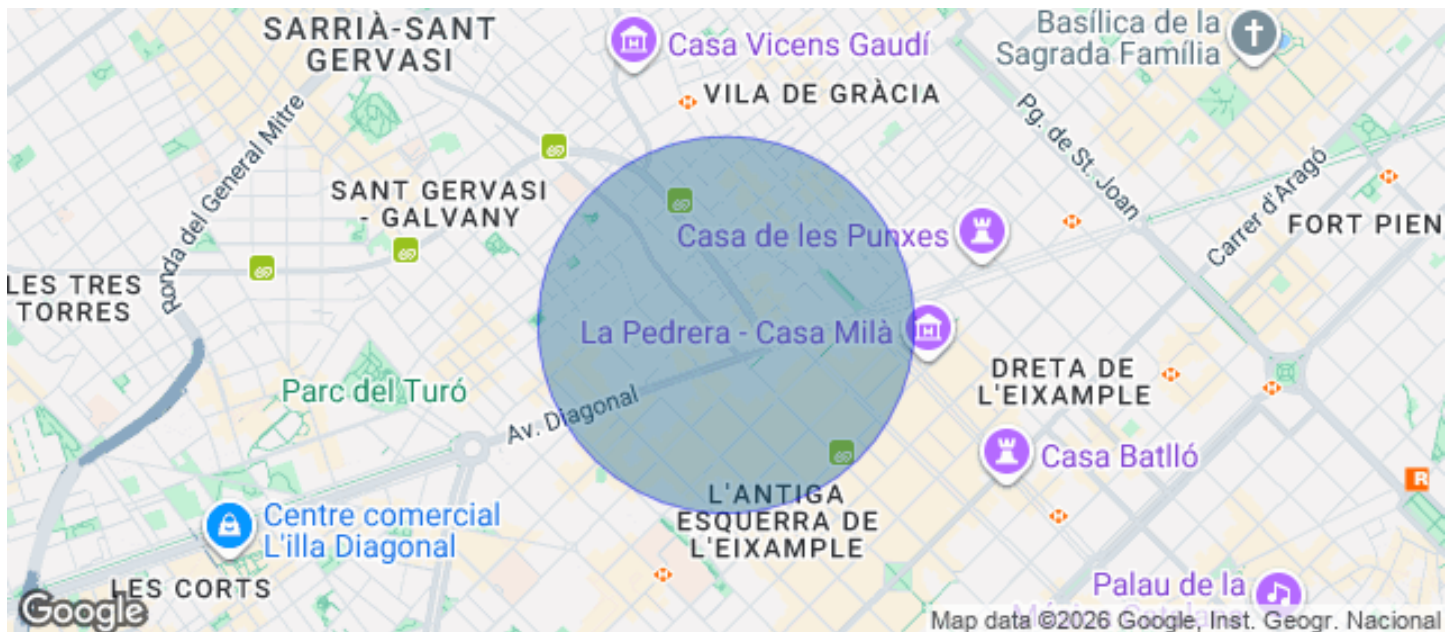 SARRIÀ-SANT
GERVASI
Casa Vicens Gaudí
Basílica de la
Sagrada Família
VILA DE GRÀCIA
Ronda del General Mitre
Pg. de St. Joan
SANT GERVASI
- GALVANY
Carrer d'Aragó
FORT PIEN
Casa de les Punxes
LES TRES
TORRES
La Pedrera - Casa Milà
DRETA DE
L'EIXAMPLE
Parc del Turó
Av. Diagonal
Casa Batlló
R
L'ANTIGA
ESQUERRA DE
L'EIXAMPLE
Centre comercial
L'illa Diagonal
LES CORTS
Palau de la
Google
Map data ©2026 Google, Inst. Geogr. Nacional